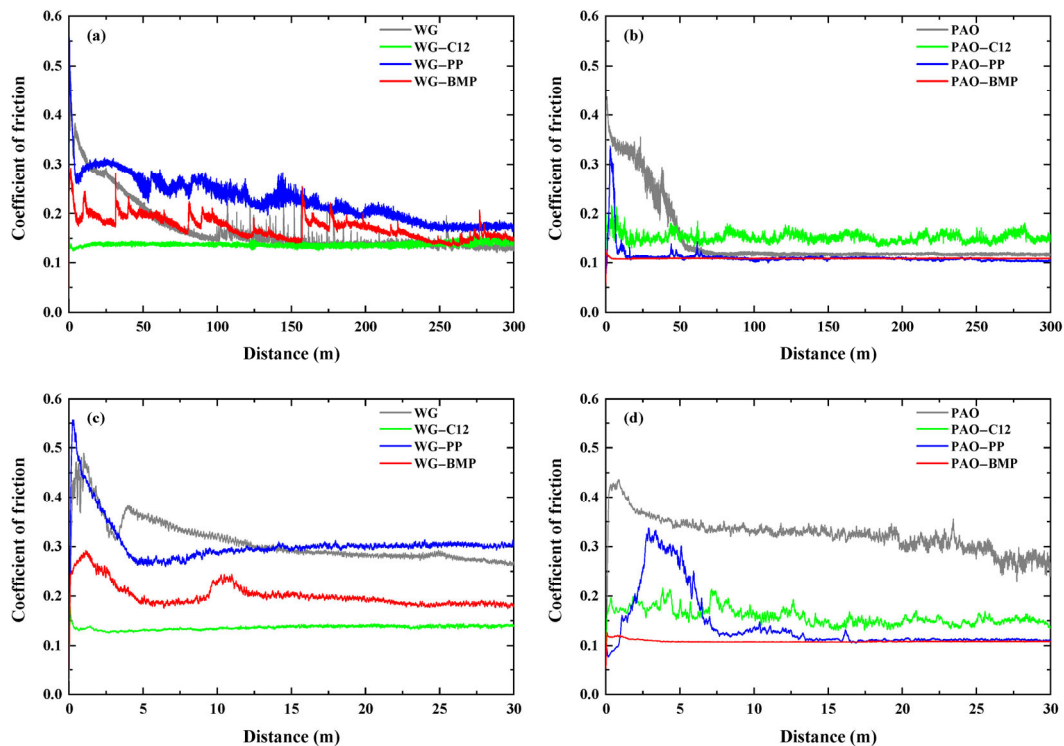 (a)
WG
WG–C12
WG–PP
WG–BMP
Coefficient of friction
0.6
0.5
0.4
0.3
0.2
0.1
0.0
0 50 100 150 200 250 300
Distance (m)
(b)
PAO
PAO–C12
PAO–PP
PAO–BMP
Coefficient of friction
0.6
0.5
0.4
0.3
0.2
0.1
0.0
0 50 100 150 200 250 300
Distance (m)
(c)
WG
WG–C12
WG–PP
WG–BMP
Coefficient of friction
0.6
0.5
0.4
0.3
0.2
0.1
0.0
0 5 10 15 20 25 30
Distance (m)
(d)
PAO
PAO–C12
PAO–PP
PAO–BMP
Coefficient of friction
0.6
0.5
0.4
0.3
0.2
0.1
0.0
0 5 10 15 20 25 30
Distance (m)